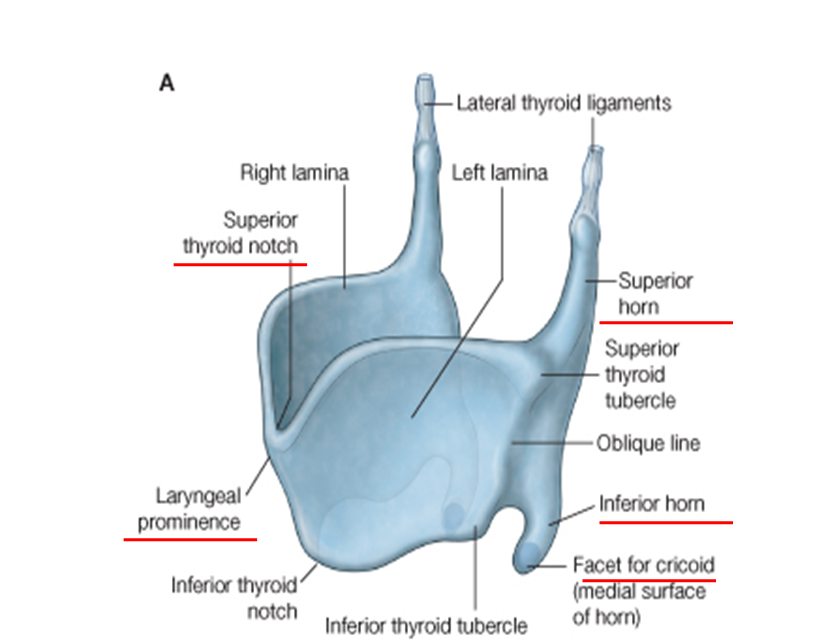 A
Lateral thyroid ligaments
Right lamina
Left lamina
Superior
thyroid notch
Superior
horn
Superior
thyroid
tubercle
Oblique line
Laryngeal
prominence
Inferior horn
Facet for cricoid
(medial surface
of horn)
Inferior thyroid
notch
Inferior thyroid tubercle